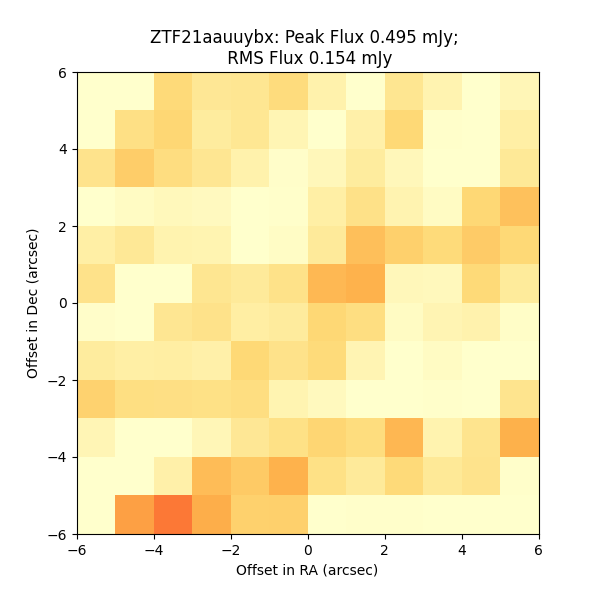 ZTF21aauuybx: Peak Flux 0.495 mJy;
RMS Flux 0.154 mJy
6
4
2
0
−2
−4
−6
Offset in Dec (arcsec)
−6 −4 −2 0 2 4 6
Offset in RA (arcsec)